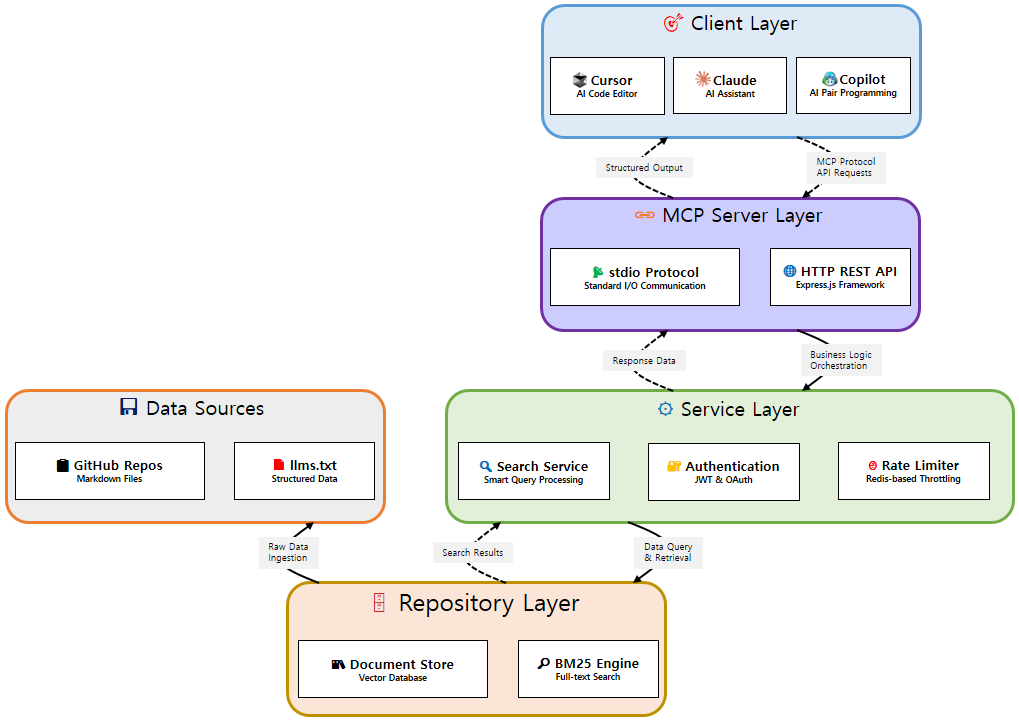 Client Layer
Cursor
AI Code Editor
Claude
AI Assistant
Copilot
AI Pair Programming
Structured Output
MCP Protocol
API Requests
MCP Server Layer
stdio Protocol
Standard I/O Communication
HTTP REST API
Express.js Framework
Response Data
Business Logic
Orchestration
Data Sources
GitHub Repos
Markdown Files
llms.txt
Structured Data
Service Layer
Search Service
Smart Query Processing
Authentication
JWT & OAuth
Rate Limiter
Redis-based Throttling
Raw Data
Ingestion
Search Results
Data Query
& Retrieval
Repository Layer
Document Store
Vector Database
BM25 Engine
Full-text Search